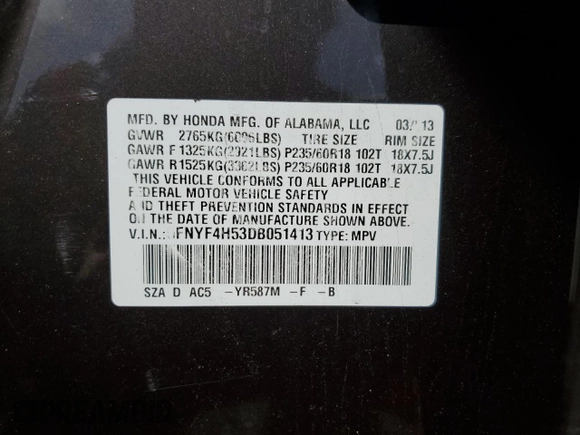 MFD. BY HONDA MFG. OF ALABAMA, LLC 03/13
GVWR 2765KG(6096LBS) TIRE SIZE RIM SIZE
GAWR F 1325KG(2921LBS) P235/60R18 102T 18X7.5J
GAWR R1525KG(3362LBS) P235/60R18 102T 18X7.5J
THIS VEHICLE CONFORMS TO ALL APPLICABLE
FEDERAL MOTOR VEHICLE SAFETY
AND THEFT PREVENTION STANDARDS IN EFFECT
ON THE DATE OF MANUFACTURE SHOWN ABOVE.
V.I.N.: 5FNYF4H53DB051413 TYPE: MPV
SZA D AC5 -YR587M -F -B